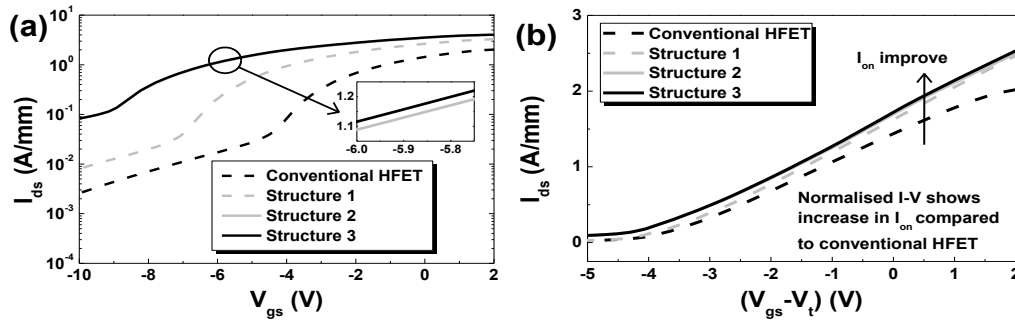 (a)
I_ds (A/mm)
10^1
10^0
10^-1
10^-2
10^-3
10^-4
-10 -8 -6 -4 -2 0 2
V_gs (V)
1.2
1.1
-6.0 -5.9 -5.8
Conventional HFET
Structure 1
Structure 2
Structure 3
(b)
I_ds (A/mm)
3
2
1
0
-5 -4 -3 -2 -1 0 1 2
(V_gs-V_t) (V)
Conventional HFET
Structure 1
Structure 2
Structure 3
I_on improve
Normalised I-V shows
increase in I_on compared
to conventional HFET